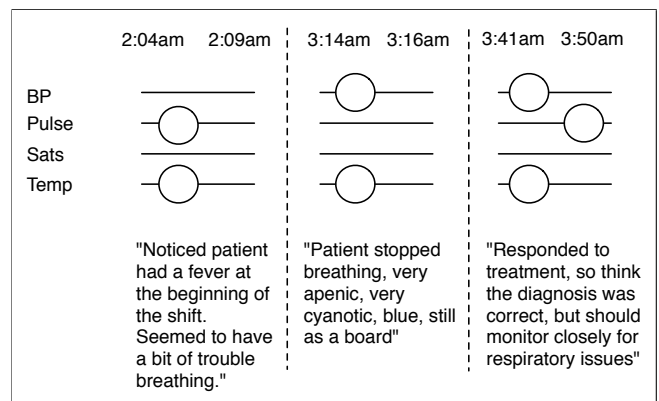 2:04am 2:09am 3:14am 3:16am 3:41am 3:50am
BP
Pulse
Sats
Temp
"Noticed patient
had a fever at
the beginning of
the shift.
Seemed to have
a bit of trouble
breathing."
"Patient stopped
breathing, very
apenic, very
cyanotic, blue, still
as a board"
"Responded to
treatment, so think
the diagnosis was
correct, but should
monitor closely for
respiratory issues"